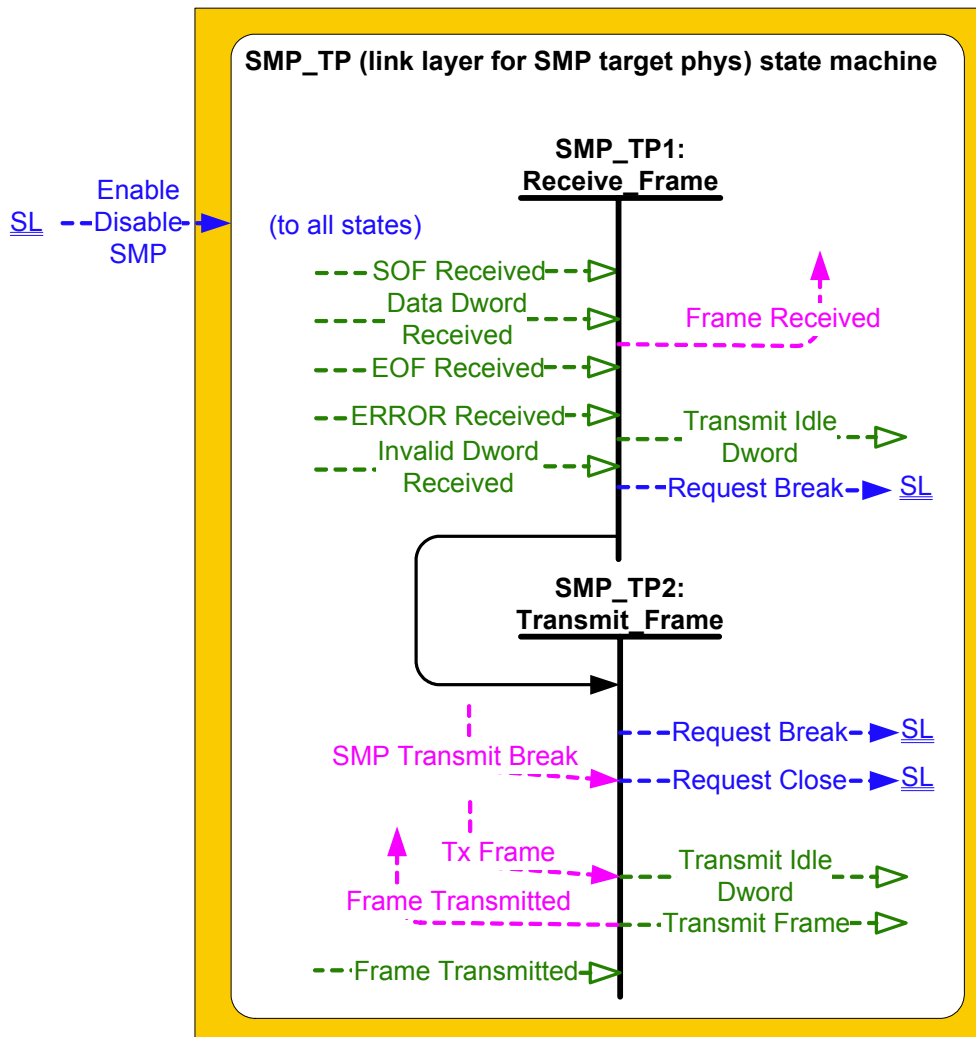 SMP_TP (link layer for SMP target phys) state machine
SMP_TP1:
Receive_Frame
Enable
SL
Disable
SMP
(to all states)
SOF Received
Data Dword
Received
Frame Received
EOF Received
ERROR Received
Transmit Idle
Dword
Invalid Dword
Received
Request Break
SL
SMP_TP2:
Transmit_Frame
Request Break
SL
SMP Transmit Break
Request Close
SL
Tx Frame
Transmit Idle
Dword
Frame Transmitted
Transmit Frame
Frame Transmitted